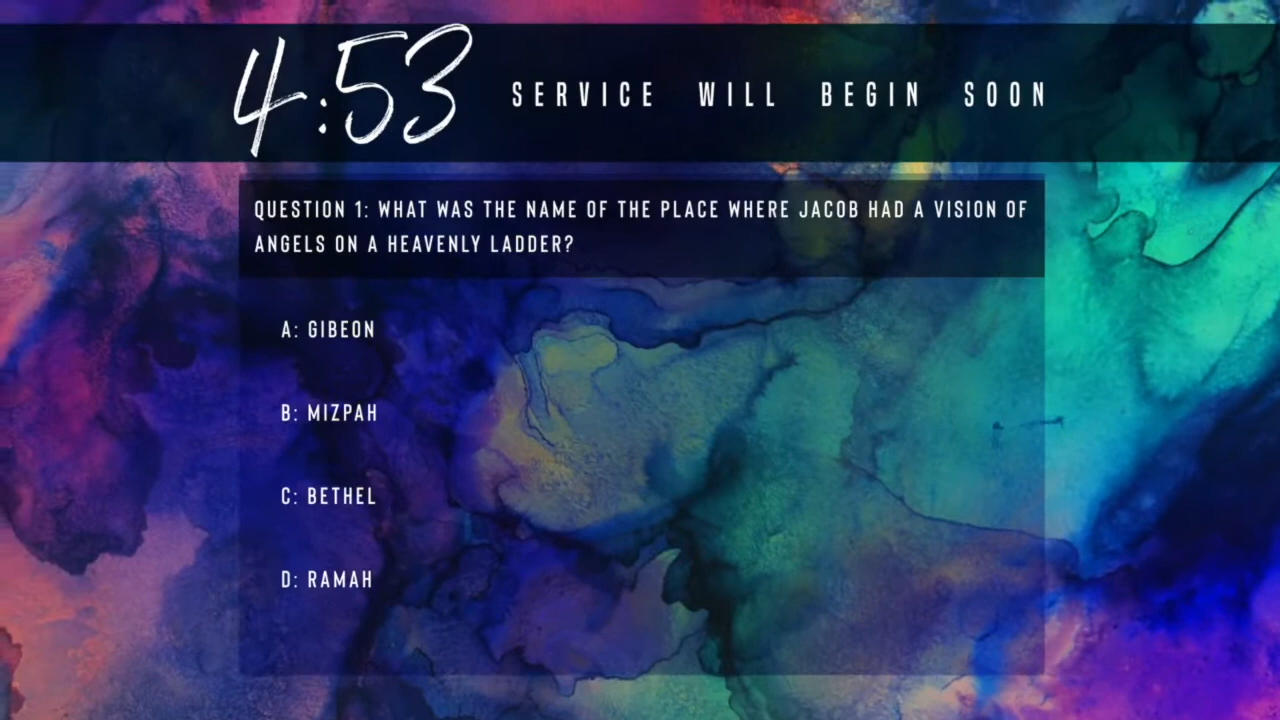 4:53 SERVICE WILL BEGIN SOON
QUESTION 1: WHAT WAS THE NAME OF THE PLACE WHERE JACOB HAD A VISION OF
ANGELS ON A HEAVENLY LADDER?
A: GIBEON
B: MIZPAH
C: BETHEL
D: RAMAH